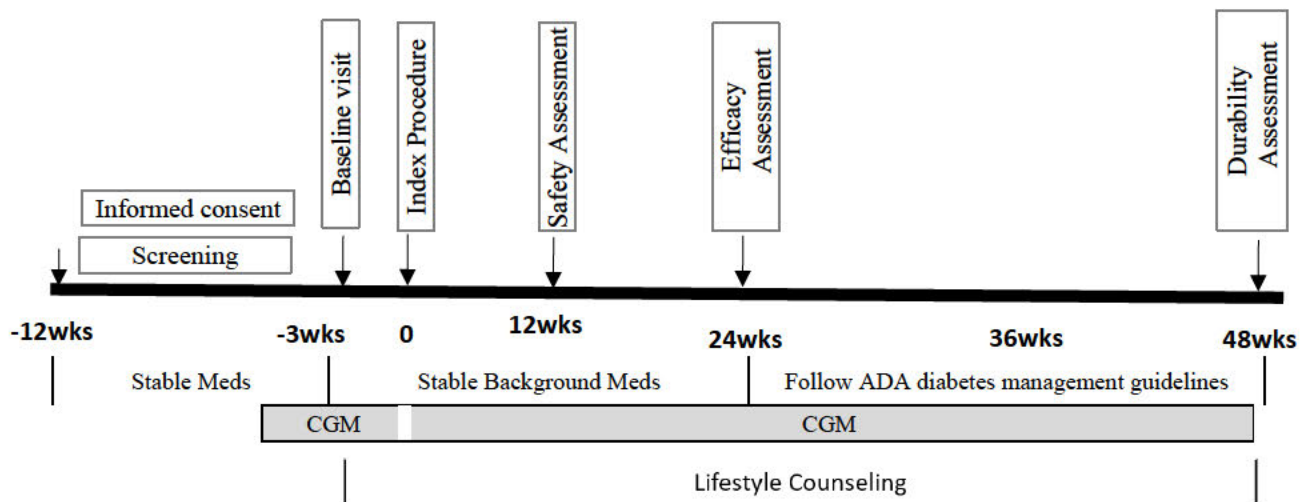 Baseline visit
Index Procedure
Safety Assessment
Efficacy
Assessment
Durability
Assessment
Informed consent
Screening
-12wks
-3wks
0
12wks
24wks
36wks
48wks
Stable Meds
Stable Background Meds
Follow ADA diabetes management guidelines
CGM
CGM
Lifestyle Counseling